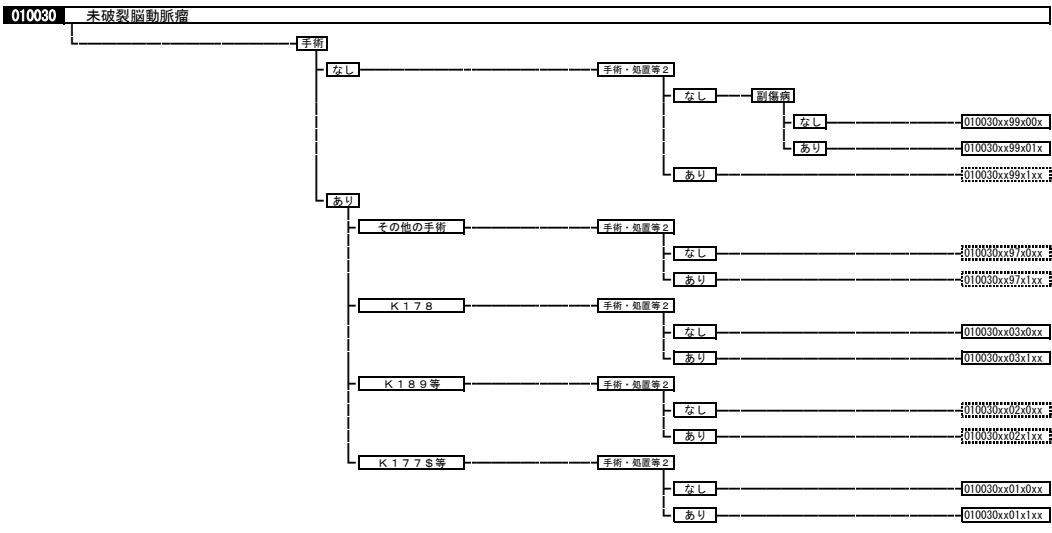 010030 未破裂脳動脈瘤
手術
なし 手術・処置等2
なし 副傷病
なし 010030xx99x00x
あり 010030xx99x01x
あり 010030xx99x1xx
あり
その他の手術 手術・処置等2
なし 010030xx97x0xx
あり 010030xx97x1xx
K178 手術・処置等2
なし 010030xx03x0xx
あり 010030xx03x1xx
K189等 手術・処置等2
なし 010030xx02x0xx
あり 010030xx02x1xx
K177$等 手術・処置等2
なし 010030xx01x0xx
あり 010030xx01x1xx